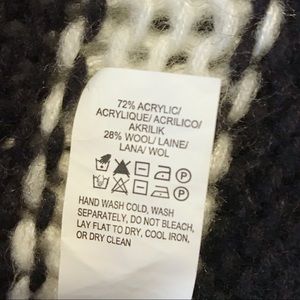 72% ACRYLIC/
ACRYLIQUE/ ACRILICO/
AKRILIK
28% WOOL/ LAINE/
LANA/ WOL
HAND WASH COLD, WASH
SEPARATELY, DO NOT BLEACH,
LAY FLAT TO DRY, COOL IRON,
OR DRY CLEAN